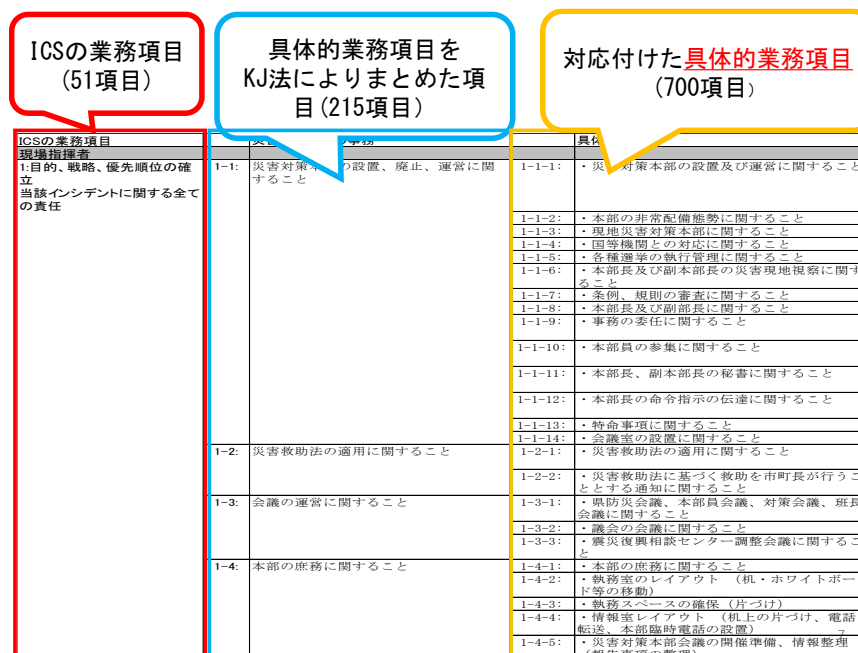 ICSの業務項目
(51項目)
具体的業務項目を
KJ法によりまとめた項
目(215項目)
対応付けた具体的業務項目
(700項目)
ICSの業務項目
現場指揮者
1:目的、戦略、優先順位の確
立
当該インシデントに関する全て
の責任
1-1: 災害対策本の設置、廃止、運営に関
すること
1-1-1: ・災対策本部の設置及び運営に関すること
1-1-2: ・本部の非常配備態勢に関すること
1-1-3: ・現地災害対策本部に関すること
1-1-4: ・国等機関との対応に関すること
1-1-5: ・各種選挙の執行管理に関すること
1-1-6: ・本部長及び副本部長の災害現地視察に関す
ること
1-1-7: ・条例、規則の審査に関すること
1-1-8: ・本部長及び副部長に関すること
1-1-9: ・事務の委任に関すること
1-1-10: ・本部員の参集に関すること
1-1-11: ・本部長、副本部長の秘書に関すること
1-1-12: ・本部長の命令指示の伝達に関すること
1-1-13: ・特命事項に関すること
1-1-14: ・会議室の設置に関すること
1-2: 災害救助法の適用に関すること
1-2-1: ・災害救助法の適用に関すること
1-2-2: ・災害救助法に基づく救助を市町長が行うこ
ととする通知に関すること
1-3: 会議の運営に関すること
1-3-1: ・県防災会議、本部員会議、対策会議、班長
会議に関すること
1-3-2: ・議会の会議に関すること
1-3-3: ・震災復興相談センター調整会議に関するこ
と
1-4: 本部の庶務に関すること
1-4-1: ・本部の庶務に関すること
1-4-2: ・執務室のレイアウト (机・ホワイトボー
ド等の移動)
1-4-3: ・執務スペースの確保(片づけ)
1-4-4: ・情報室レイアウト (机上の片づけ、電話
転送、本部臨時電話の設置)
7
1-4-5: ・災害対策本部会議の開催準備、情報整理
(報告事項の整理)